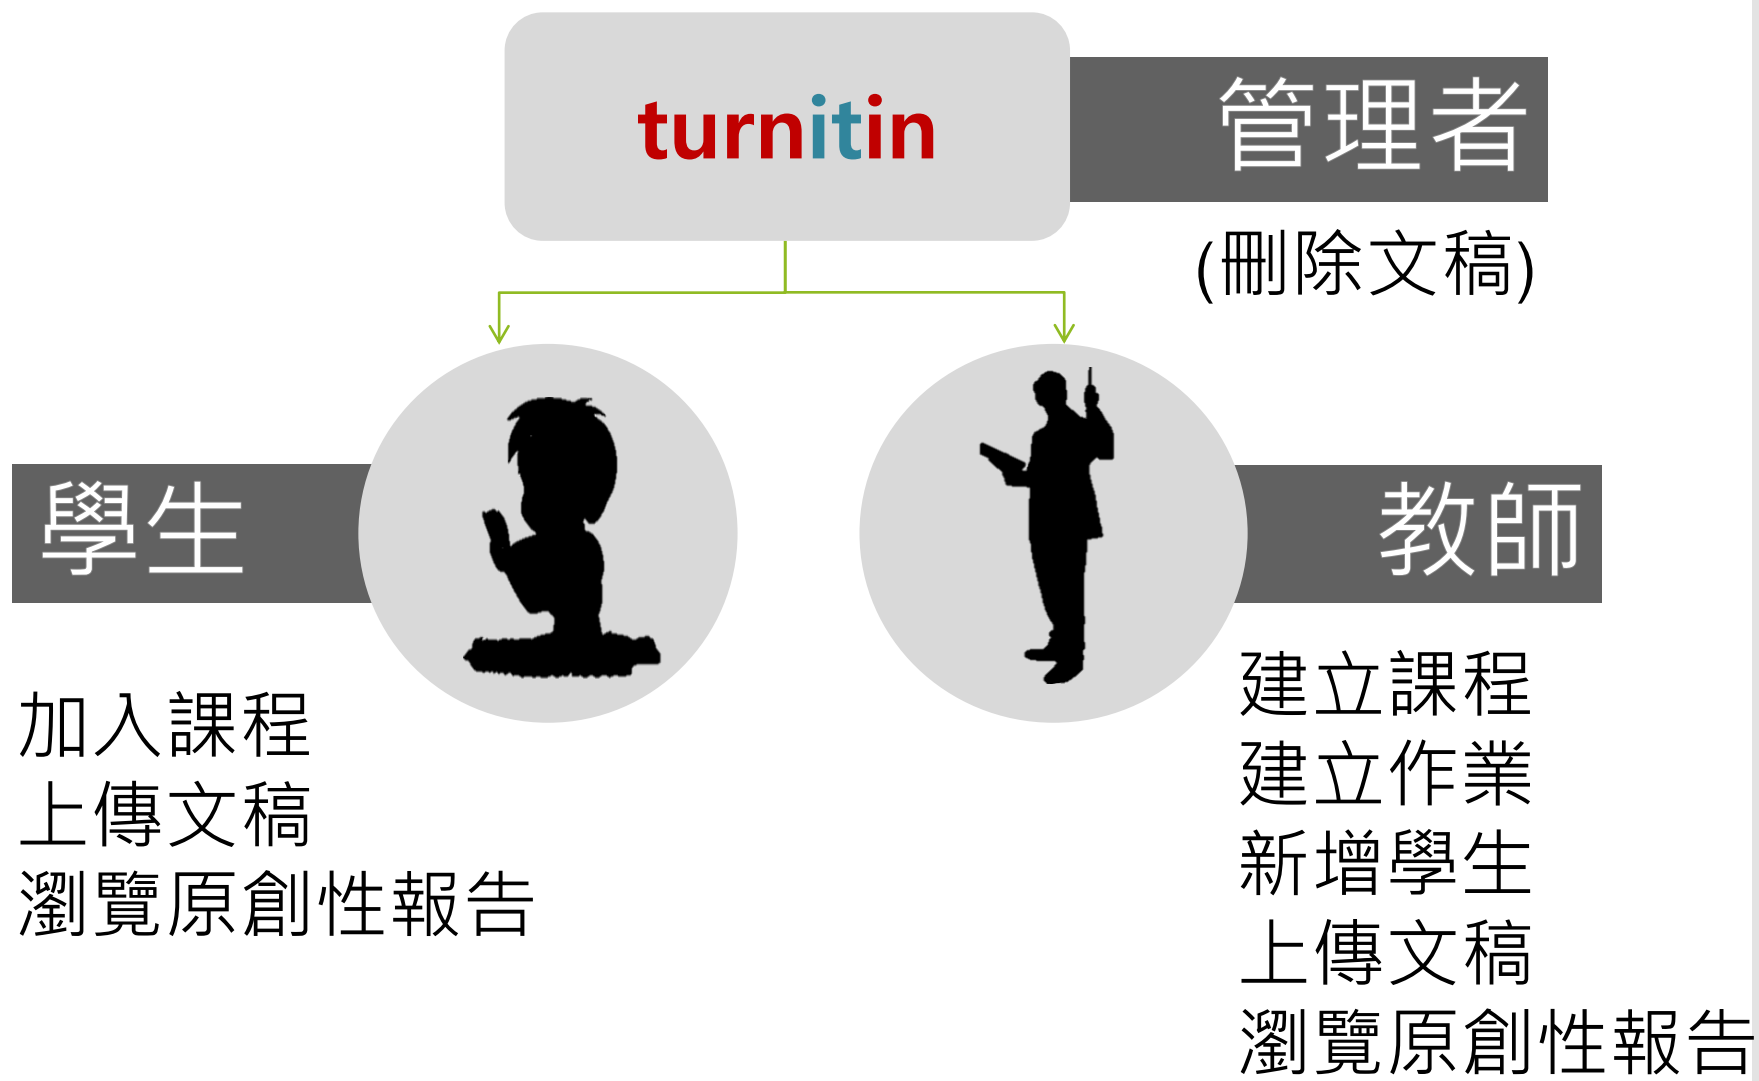 turnitin
管理者
(刪除文稿)
學生
加入課程
上傳文稿
瀏覽原創性報告
教師
建立課程
建立作業
新增學生
上傳文稿
瀏覽原創性報告